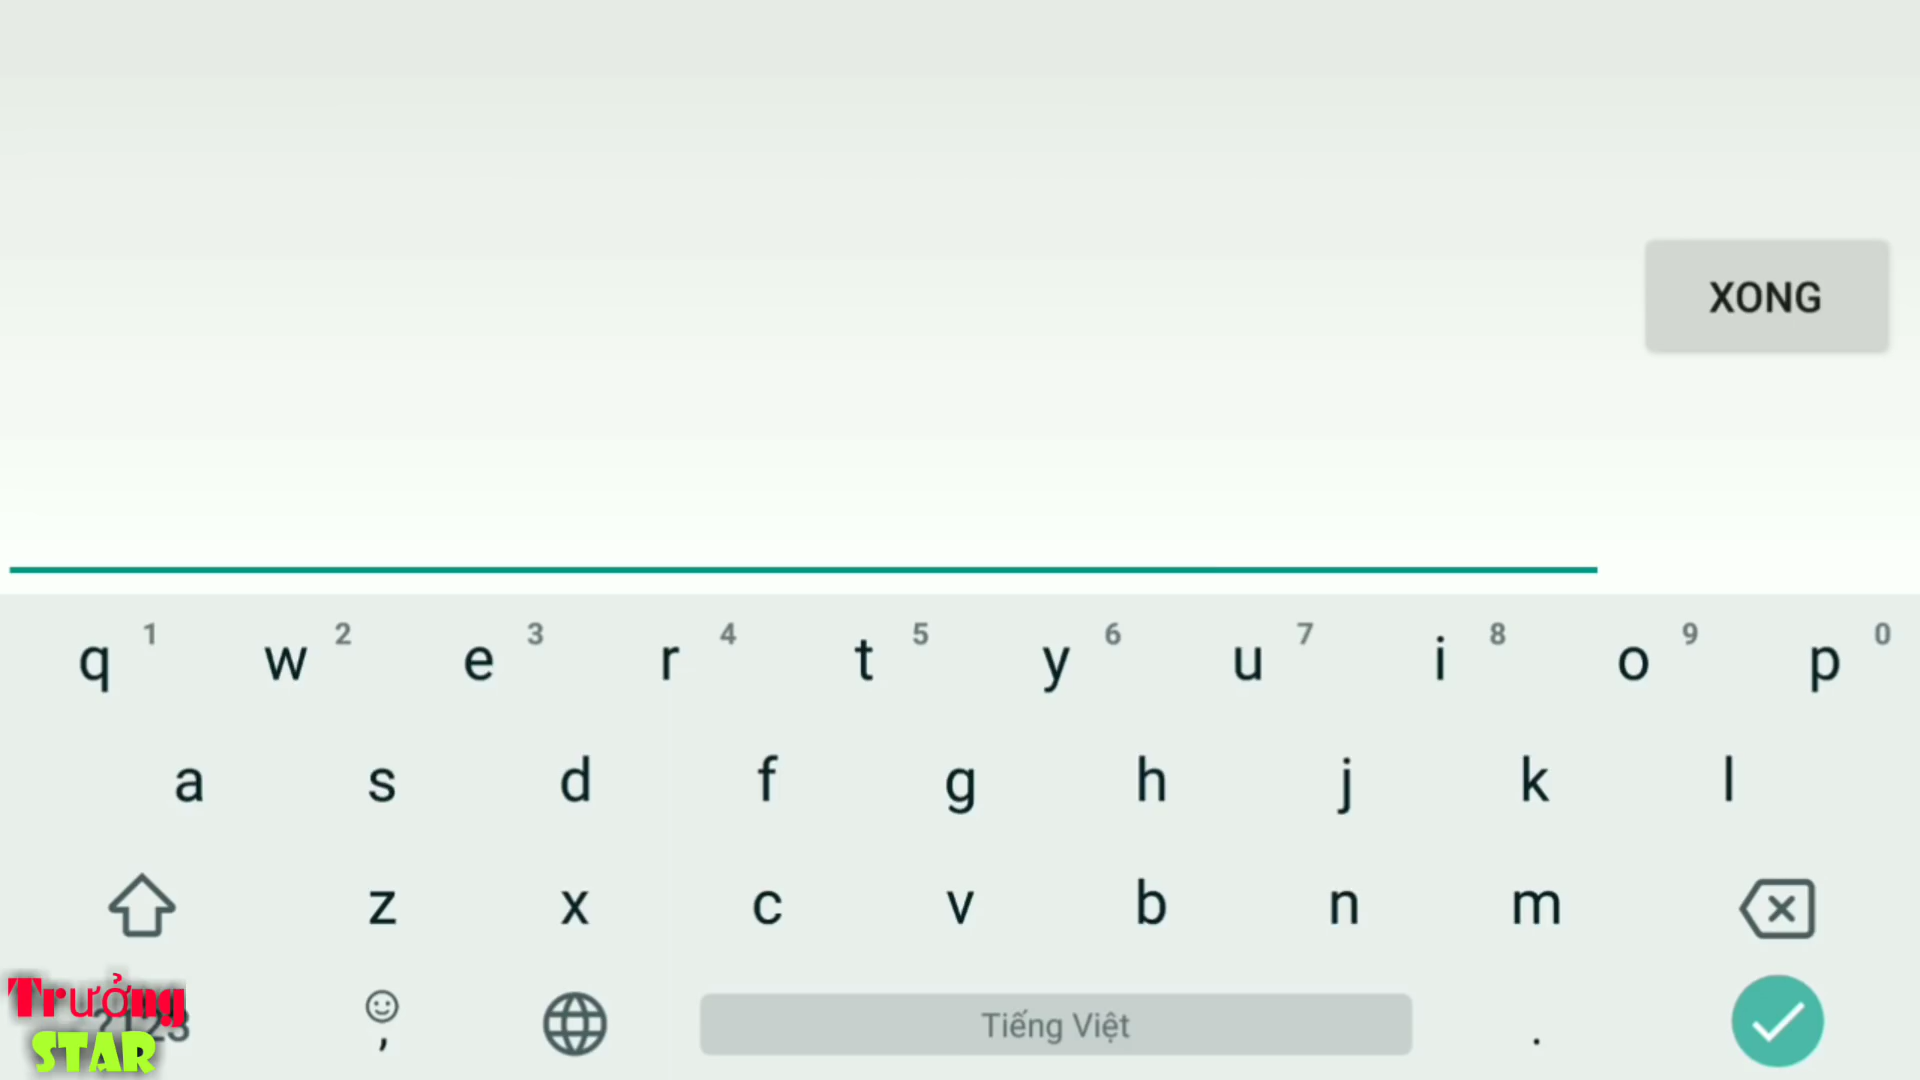 XONG
q 1 w 2 e 3 r 4 t 5 y 6 u 7 i 8 o 9 p 0
a s d f g h j k l
z x c v b n m
, Tiếng Việt .
Trưởng
STAR